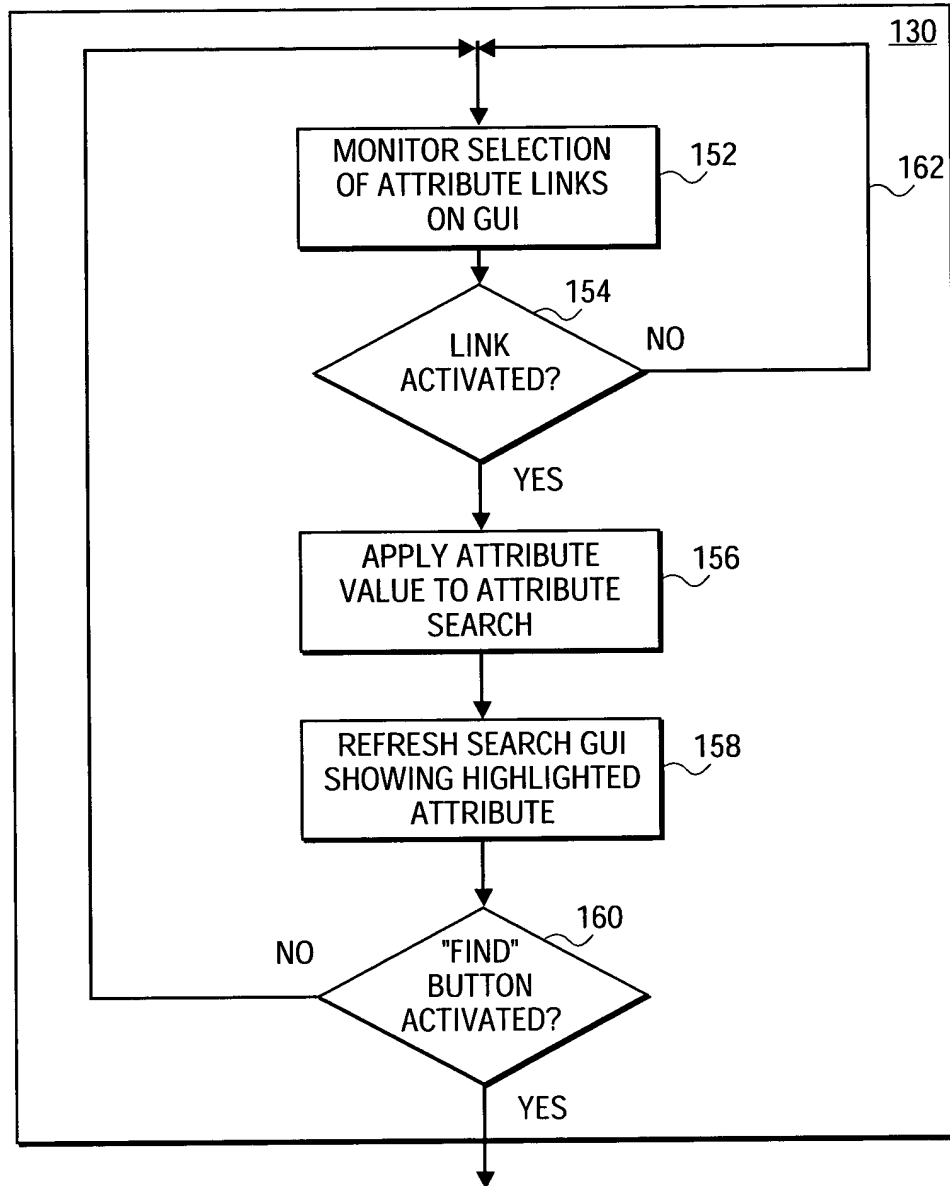 130
MONITOR SELECTION
OF ATTRIBUTE LINKS
ON GUI
152
162
154
LINK
ACTIVATED?
NO
YES
APPLY ATTRIBUTE
VALUE TO ATTRIBUTE
SEARCH
156
REFRESH SEARCH GUI
SHOWING HIGHLIGHTED
ATTRIBUTE
158
160
NO
"FIND"
BUTTON
ACTIVATED?
YES